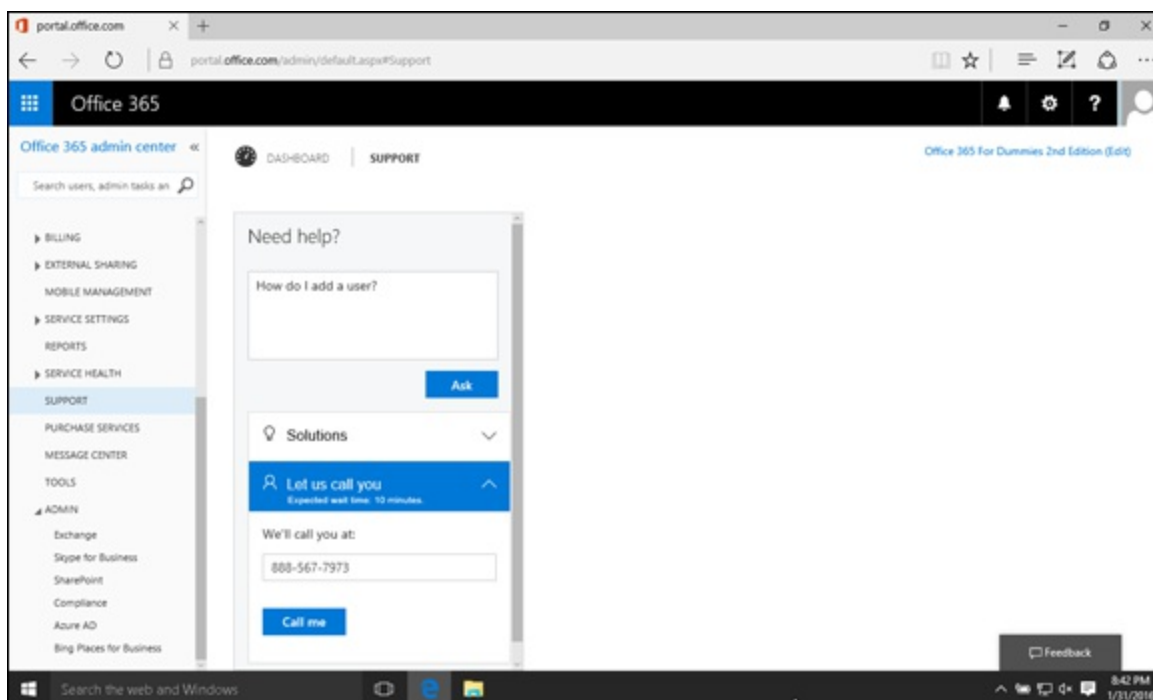 portal.office.com
portal.office.com/admin/default.aspx#Support
Office 365
?
Office 365 admin center «
DASHBOARD
SUPPORT
Office 365 For Dummies 2nd Edition (Edit)
Search users, admin tasks an
BILLING
EXTERNAL SHARING
MOBILE MANAGEMENT
SERVICE SETTINGS
REPORTS
SERVICE HEALTH
SUPPORT
PURCHASE SERVICES
MESSAGE CENTER
TOOLS
ADMIN
Exchange
Skype for Business
SharePoint
Compliance
Azure AD
Bing Places for Business
Need help?
How do I add a user?
Ask
Solutions
Let us call you
Expected wait time: 10 minutes.
We'll call you at:
888-567-7973
Call me
Feedback
Search the web and Windows
8:42 PM
1/31/2016